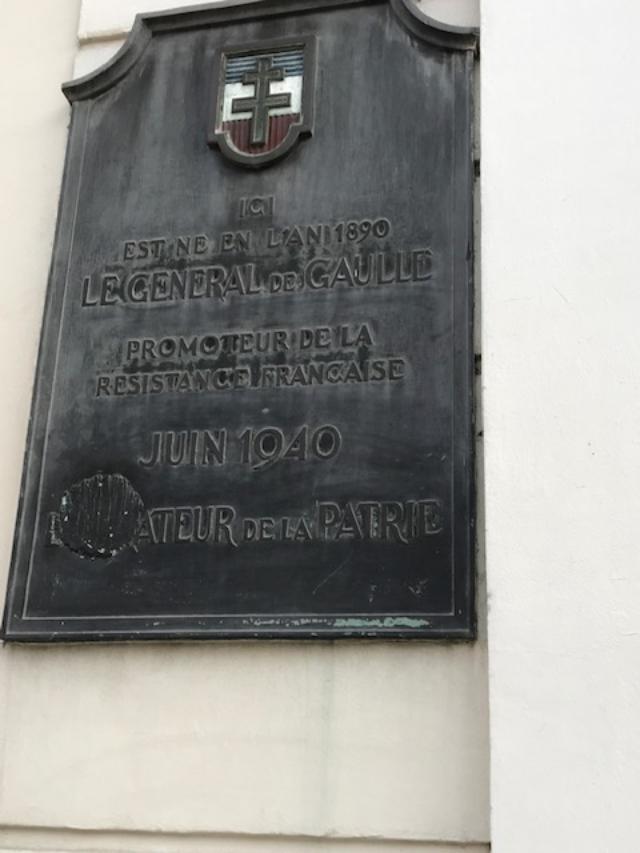 ICI
EST NE EN L'AN 1890
LE GENERAL DE GAULLE
PROMOTEUR DE LA
RESISTANCE FRANCAISE
JUIN 1940
DE LA PATRIE